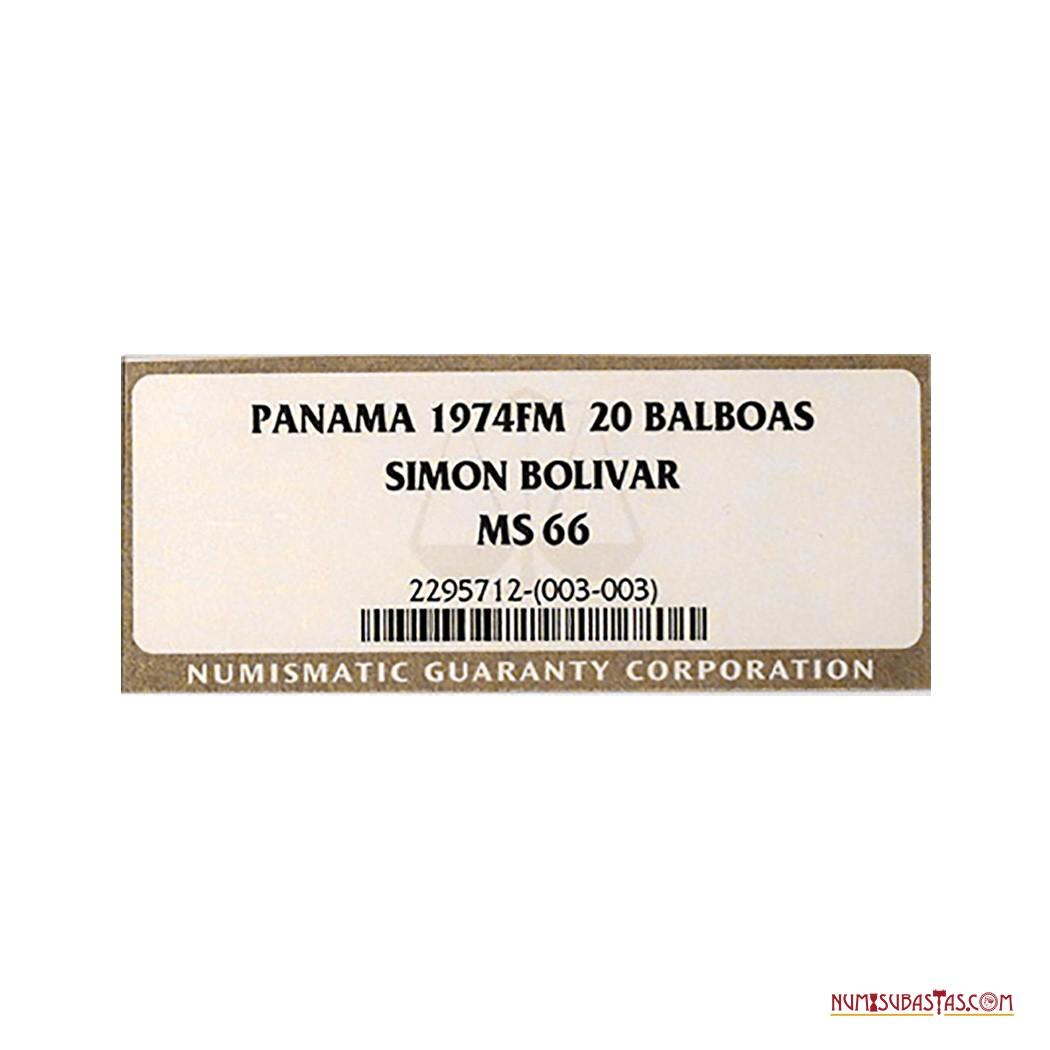 PANAMA 1974FM 20 BALBOAS
SIMON BOLIVAR
MS 66
2295712-(003-003)
NUMISMATIC GUARANTY CORPORATION
NUMISUBASTAS.COM